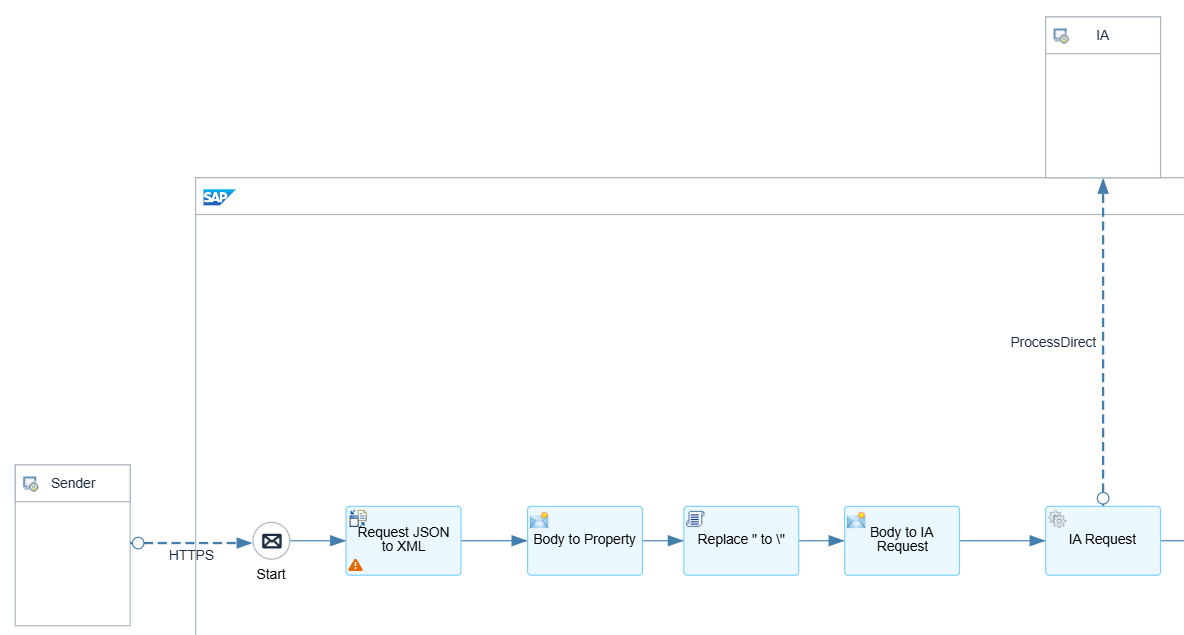 IA
SAP
ProcessDirect
Sender
HTTPS
Start
Request JSON
to XML
Body to Property
Replace " to \"
Body to IA
Request
IA Request